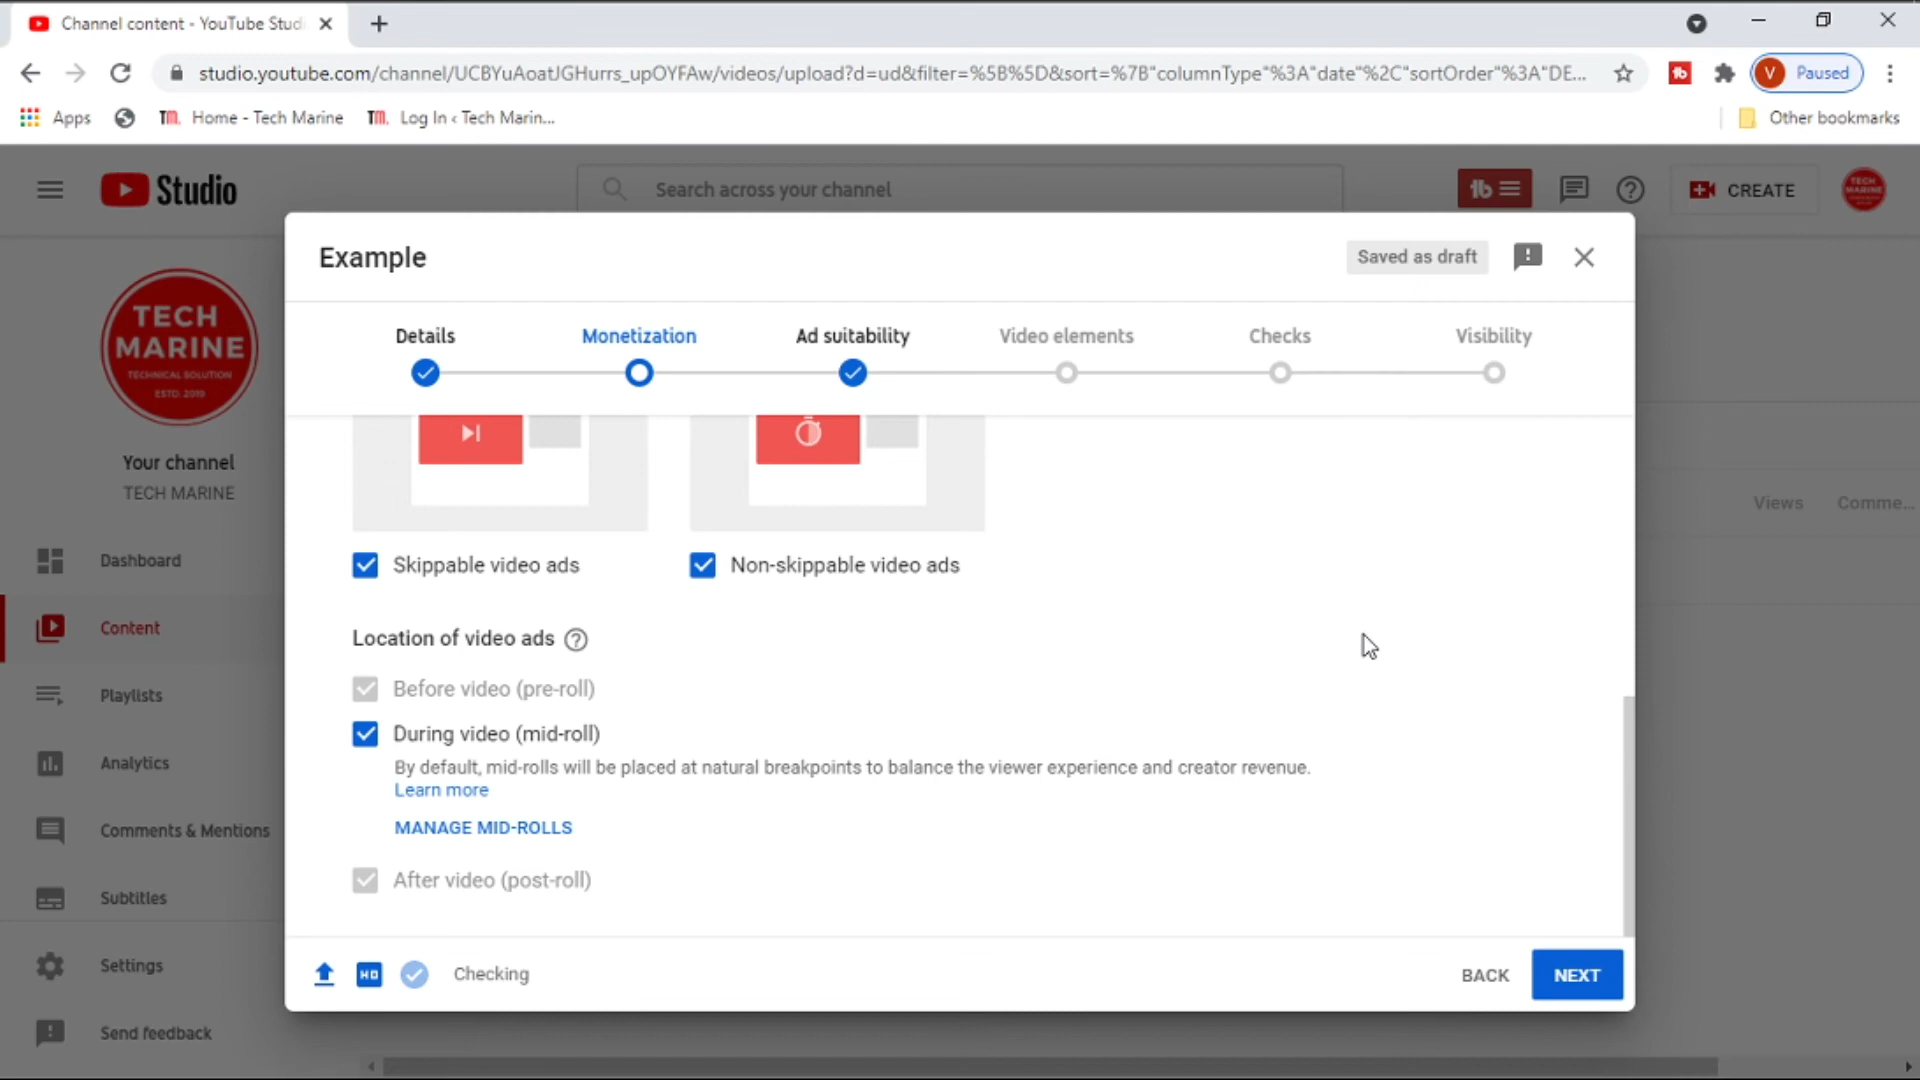 Channel content - YouTube Stud
studio.youtube.com/channel/UCBYuAoatJGHurrs_upOYFAw/videos/upload?d=ud&filter=%5B%5D&sort=%7B"columnType"%3A"date"%2C"sortOrder"%3A"DE...
V
Paused
Apps
TM. Home - Tech Marine
TM. Log In ‹ Tech Marin...
Other bookmarks
Studio
Search across your channel
CREATE
TECH
MARINE
Example
Saved as draft
TECH
MARINE
TECHNICAL SOLUTION
ESTD. 2019
Your channel
TECH MARINE
Dashboard
Content
Playlists
Analytics
Comments & Mentions
Subtitles
Settings
Send feedback
Details
Monetization
Ad suitability
Video elements
Checks
Visibility
Views
Comme...
Skippable video ads
Non-skippable video ads
Location of video ads ?
Before video (pre-roll)
During video (mid-roll)
By default, mid-rolls will be placed at natural breakpoints to balance the viewer experience and creator revenue.
Learn more
MANAGE MID-ROLLS
After video (post-roll)
HD
Checking
BACK
NEXT